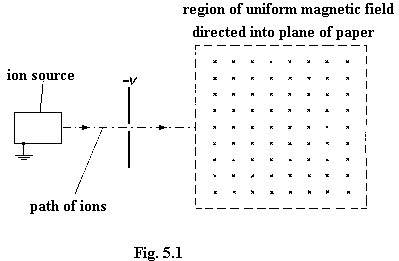 region of uniform magnetic field
directed into plane of paper
ion source
-V
path of ions
Fig. 5.1